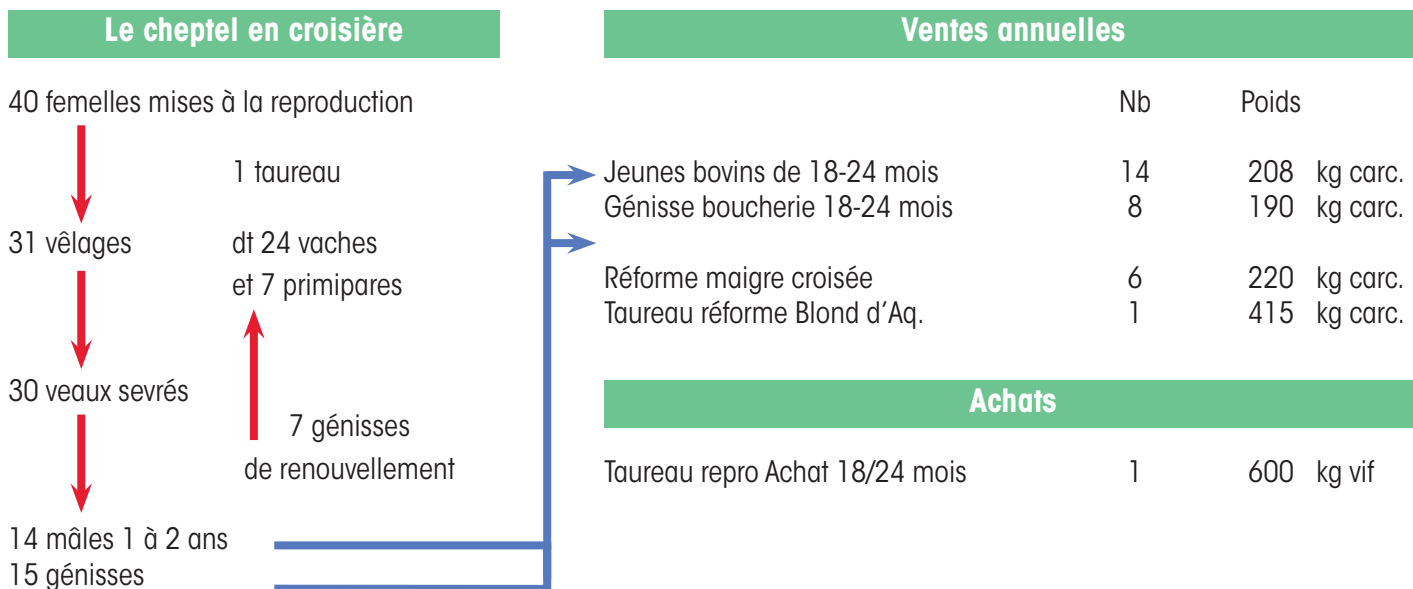 Le cheptel en croisière
40 femelles mises à la reproduction
1 taureau
31 vêlages
dt 24 vaches
et 7 primipares
30 veaux sevrés
7 génisses
de renouvellement
14 mâles 1 à 2 ans
15 génisses
Ventes annuelles
Nb Poids
Jeunes bovins de 18-24 mois 14 208 kg carc.
Génisse boucherie 18-24 mois 8 190 kg carc.
Réforme maigre croisée 6 220 kg carc.
Taureau réforme Blond d’Aq. 1 415 kg carc.
Achats
Taureau repro Achat 18/24 mois 1 600 kg vif